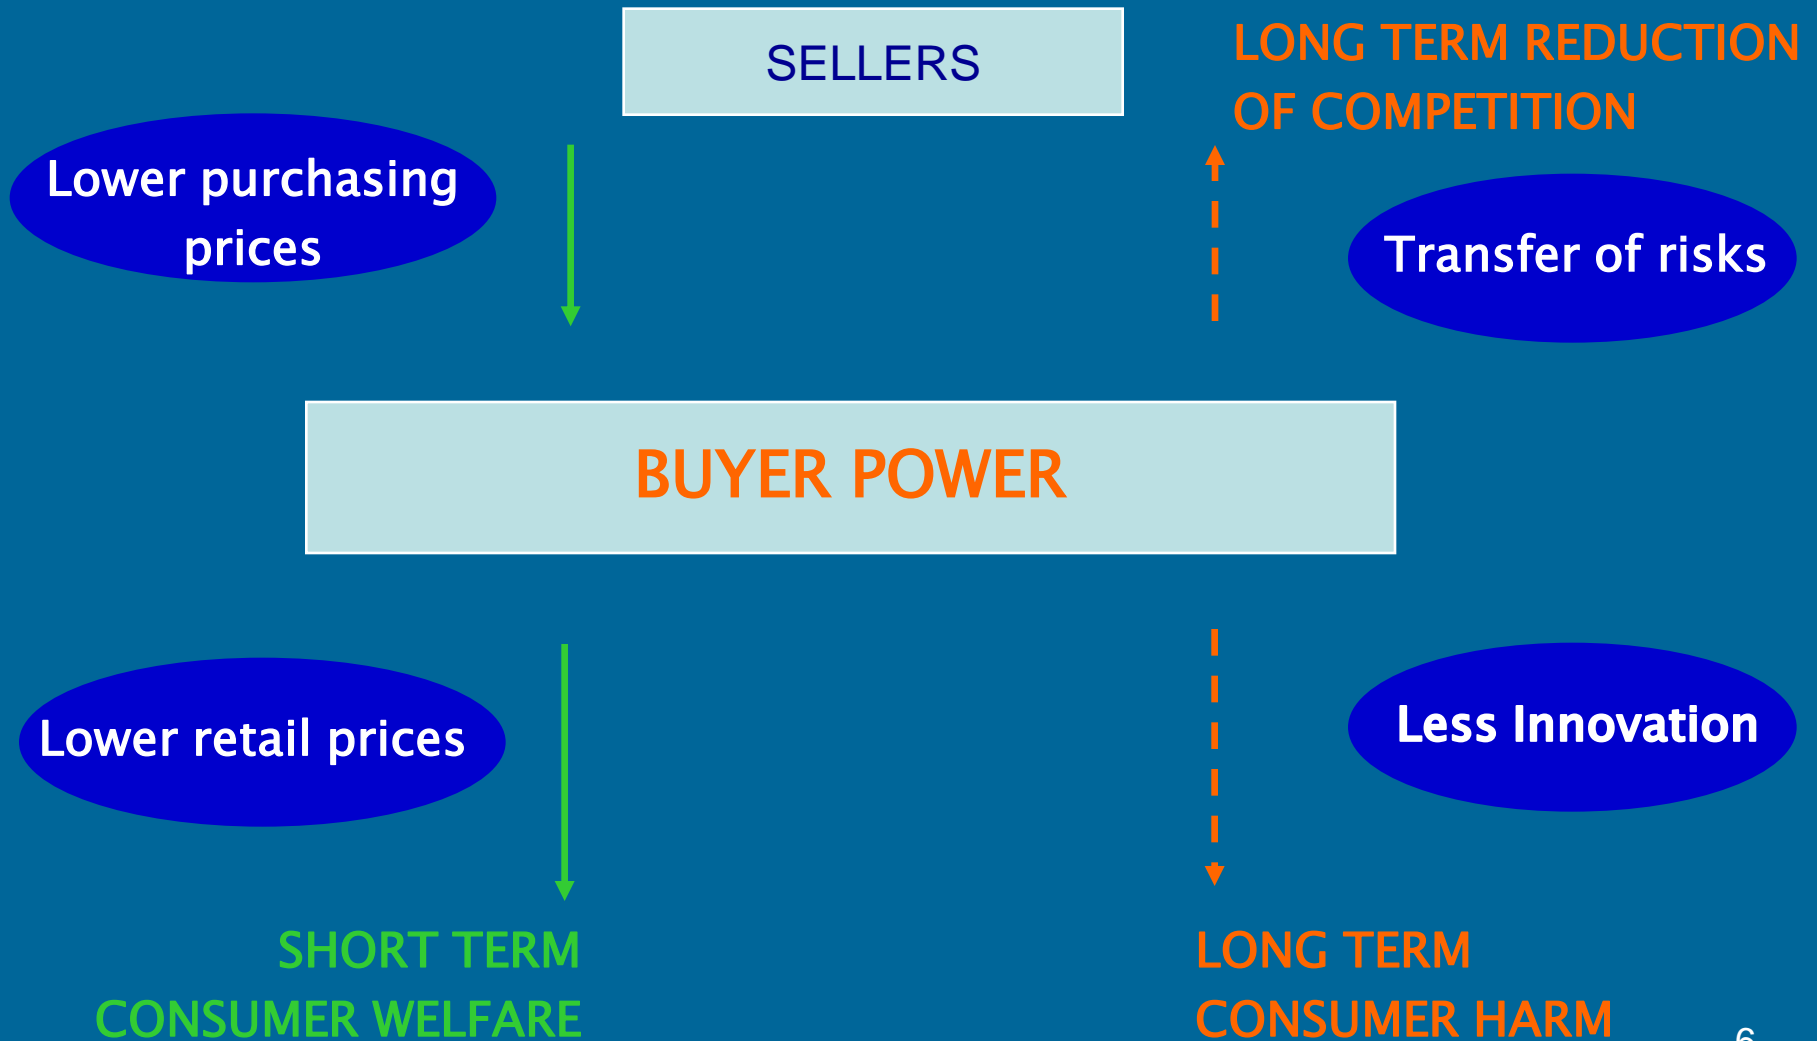 SELLERS
LONG TERM REDUCTION
OF COMPETITION
Lower purchasing
prices
Transfer of risks
BUYER POWER
Lower retail prices
Less Innovation
SHORT TERM
CONSUMER WELFARE
LONG TERM
CONSUMER HARM
6